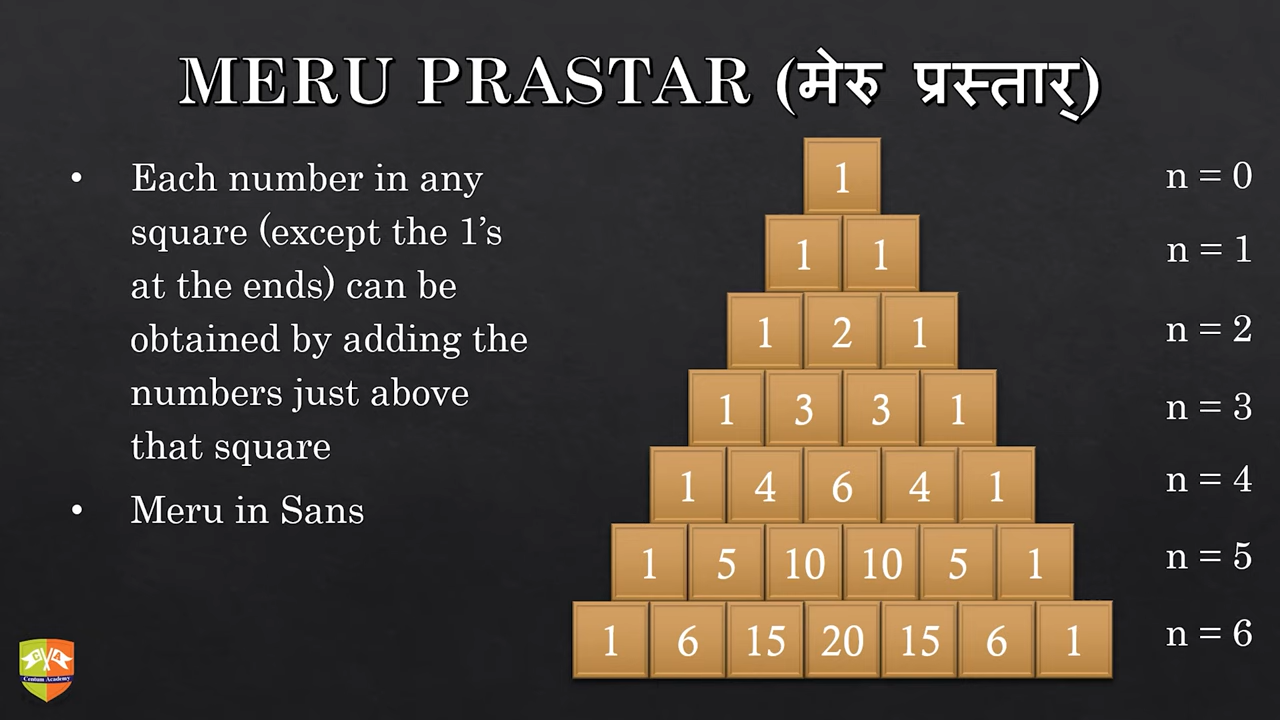 MERU PRASTAR (मेरु प्रस्तार्)
• Each number in any
square (except the 1’s
at the ends) can be
obtained by adding the
numbers just above
that square
• Meru in Sans
1 n = 0
1 1 n = 1
1 2 1 n = 2
1 3 3 1 n = 3
1 4 6 4 1 n = 4
1 5 10 10 5 1 n = 5
1 6 15 20 15 6 1 n = 6
C A
Centum Academy